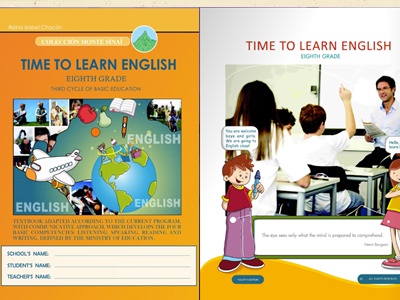 Reina Isabel Chacón
COLECCIÓN MONTE SINAÍ
TIME TO LEARN ENGLISH
EIGHTH GRADE
THIRD CYCLE OF BASIC EDUCATION
ENGLISH
ENGLISH
ENGLISH
TEXTBOOK ADAPTED ACCORDING TO THE CURRENT PROGRAM,
WITH COMMUNICATIVE APPROACH, WHICH DEVELOPS THE FOUR
BASIC COMPETENCIES: LISTENING, SPEAKING, READING AND
WRITING, DEFINED BY THE MINISTRY OF EDUCATION.
SCHOOL'S NAME:
STUDENT'S NAME:
TEACHER'S NAME:
TIME TO LEARN ENGLISH
EIGHTH GRADE
You are welcome
boys and girls.
We are going to
English class!
Hello,
The eye sees only what the mind is prepared to comprehend.
Henri Bergson